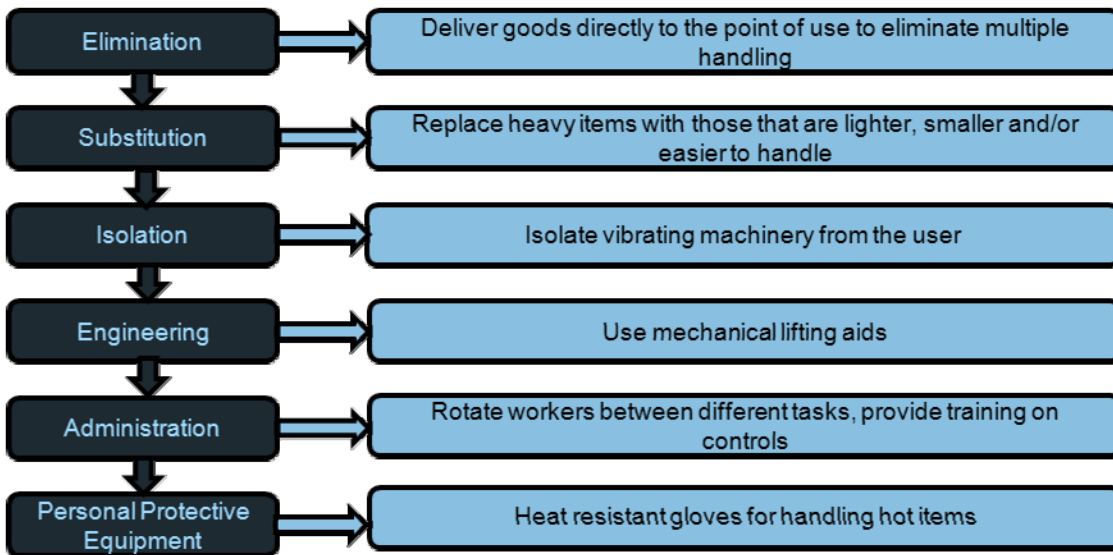 Elimination
Deliver goods directly to the point of use to eliminate multiple
handling
Substitution
Replace heavy items with those that are lighter, smaller and/or
easier to handle
Isolation
Isolate vibrating machinery from the user
Engineering
Use mechanical lifting aids
Administration
Rotate workers between different tasks, provide training on
controls
Personal Protective
Equipment
Heat resistant gloves for handling hot items